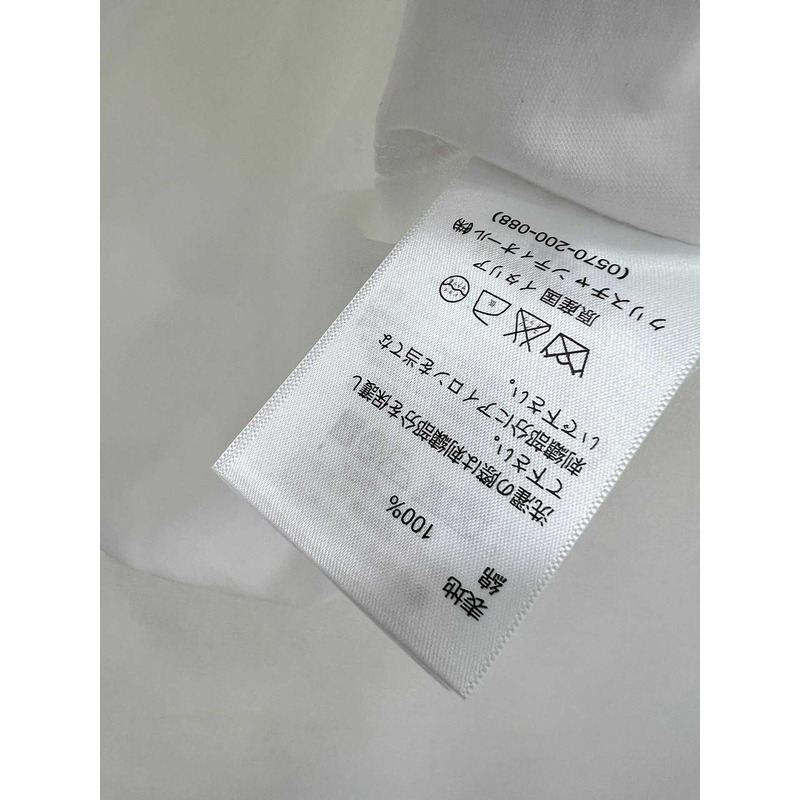 表地
綿 100%
洗濯の際は刺繍部分を保護し
て下さい。
刺繍部分にアイロンを当てな
いで下さい。
原産国 イタリア
クリスチャンディオール㈱
(0570-200-088)